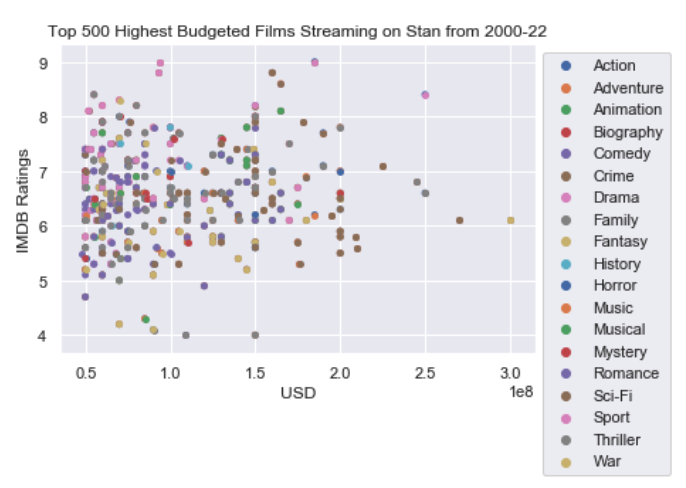 Top 500 Highest Budgeted Films Streaming on Stan from 2000-22
IMDB Ratings
9
8
7
6
5
4
0.5 1.0 1.5 2.0 2.5 3.0
1e8
USD
Action
Adventure
Animation
Biography
Comedy
Crime
Drama
Family
Fantasy
History
Horror
Music
Musical
Mystery
Romance
Sci-Fi
Sport
Thriller
War